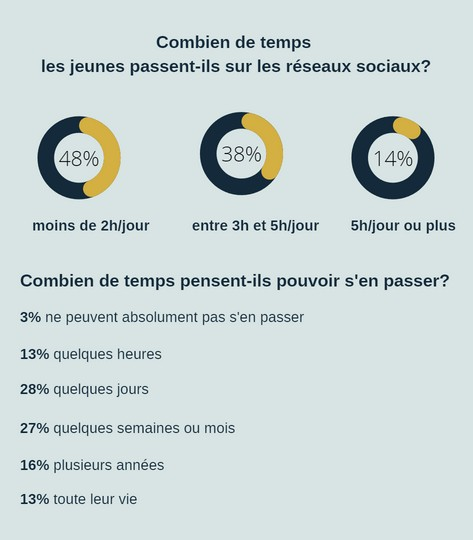 Combien de temps
les jeunes passent-ils sur les réseaux sociaux?
48%
38%
14%
moins de 2h/jour
entre 3h et 5h/jour
5h/jour ou plus
Combien de temps pensent-ils pouvoir s'en passer?
3% ne peuvent absolument pas s'en passer
13% quelques heures
28% quelques jours
27% quelques semaines ou mois
16% plusieurs années
13% toute leur vie